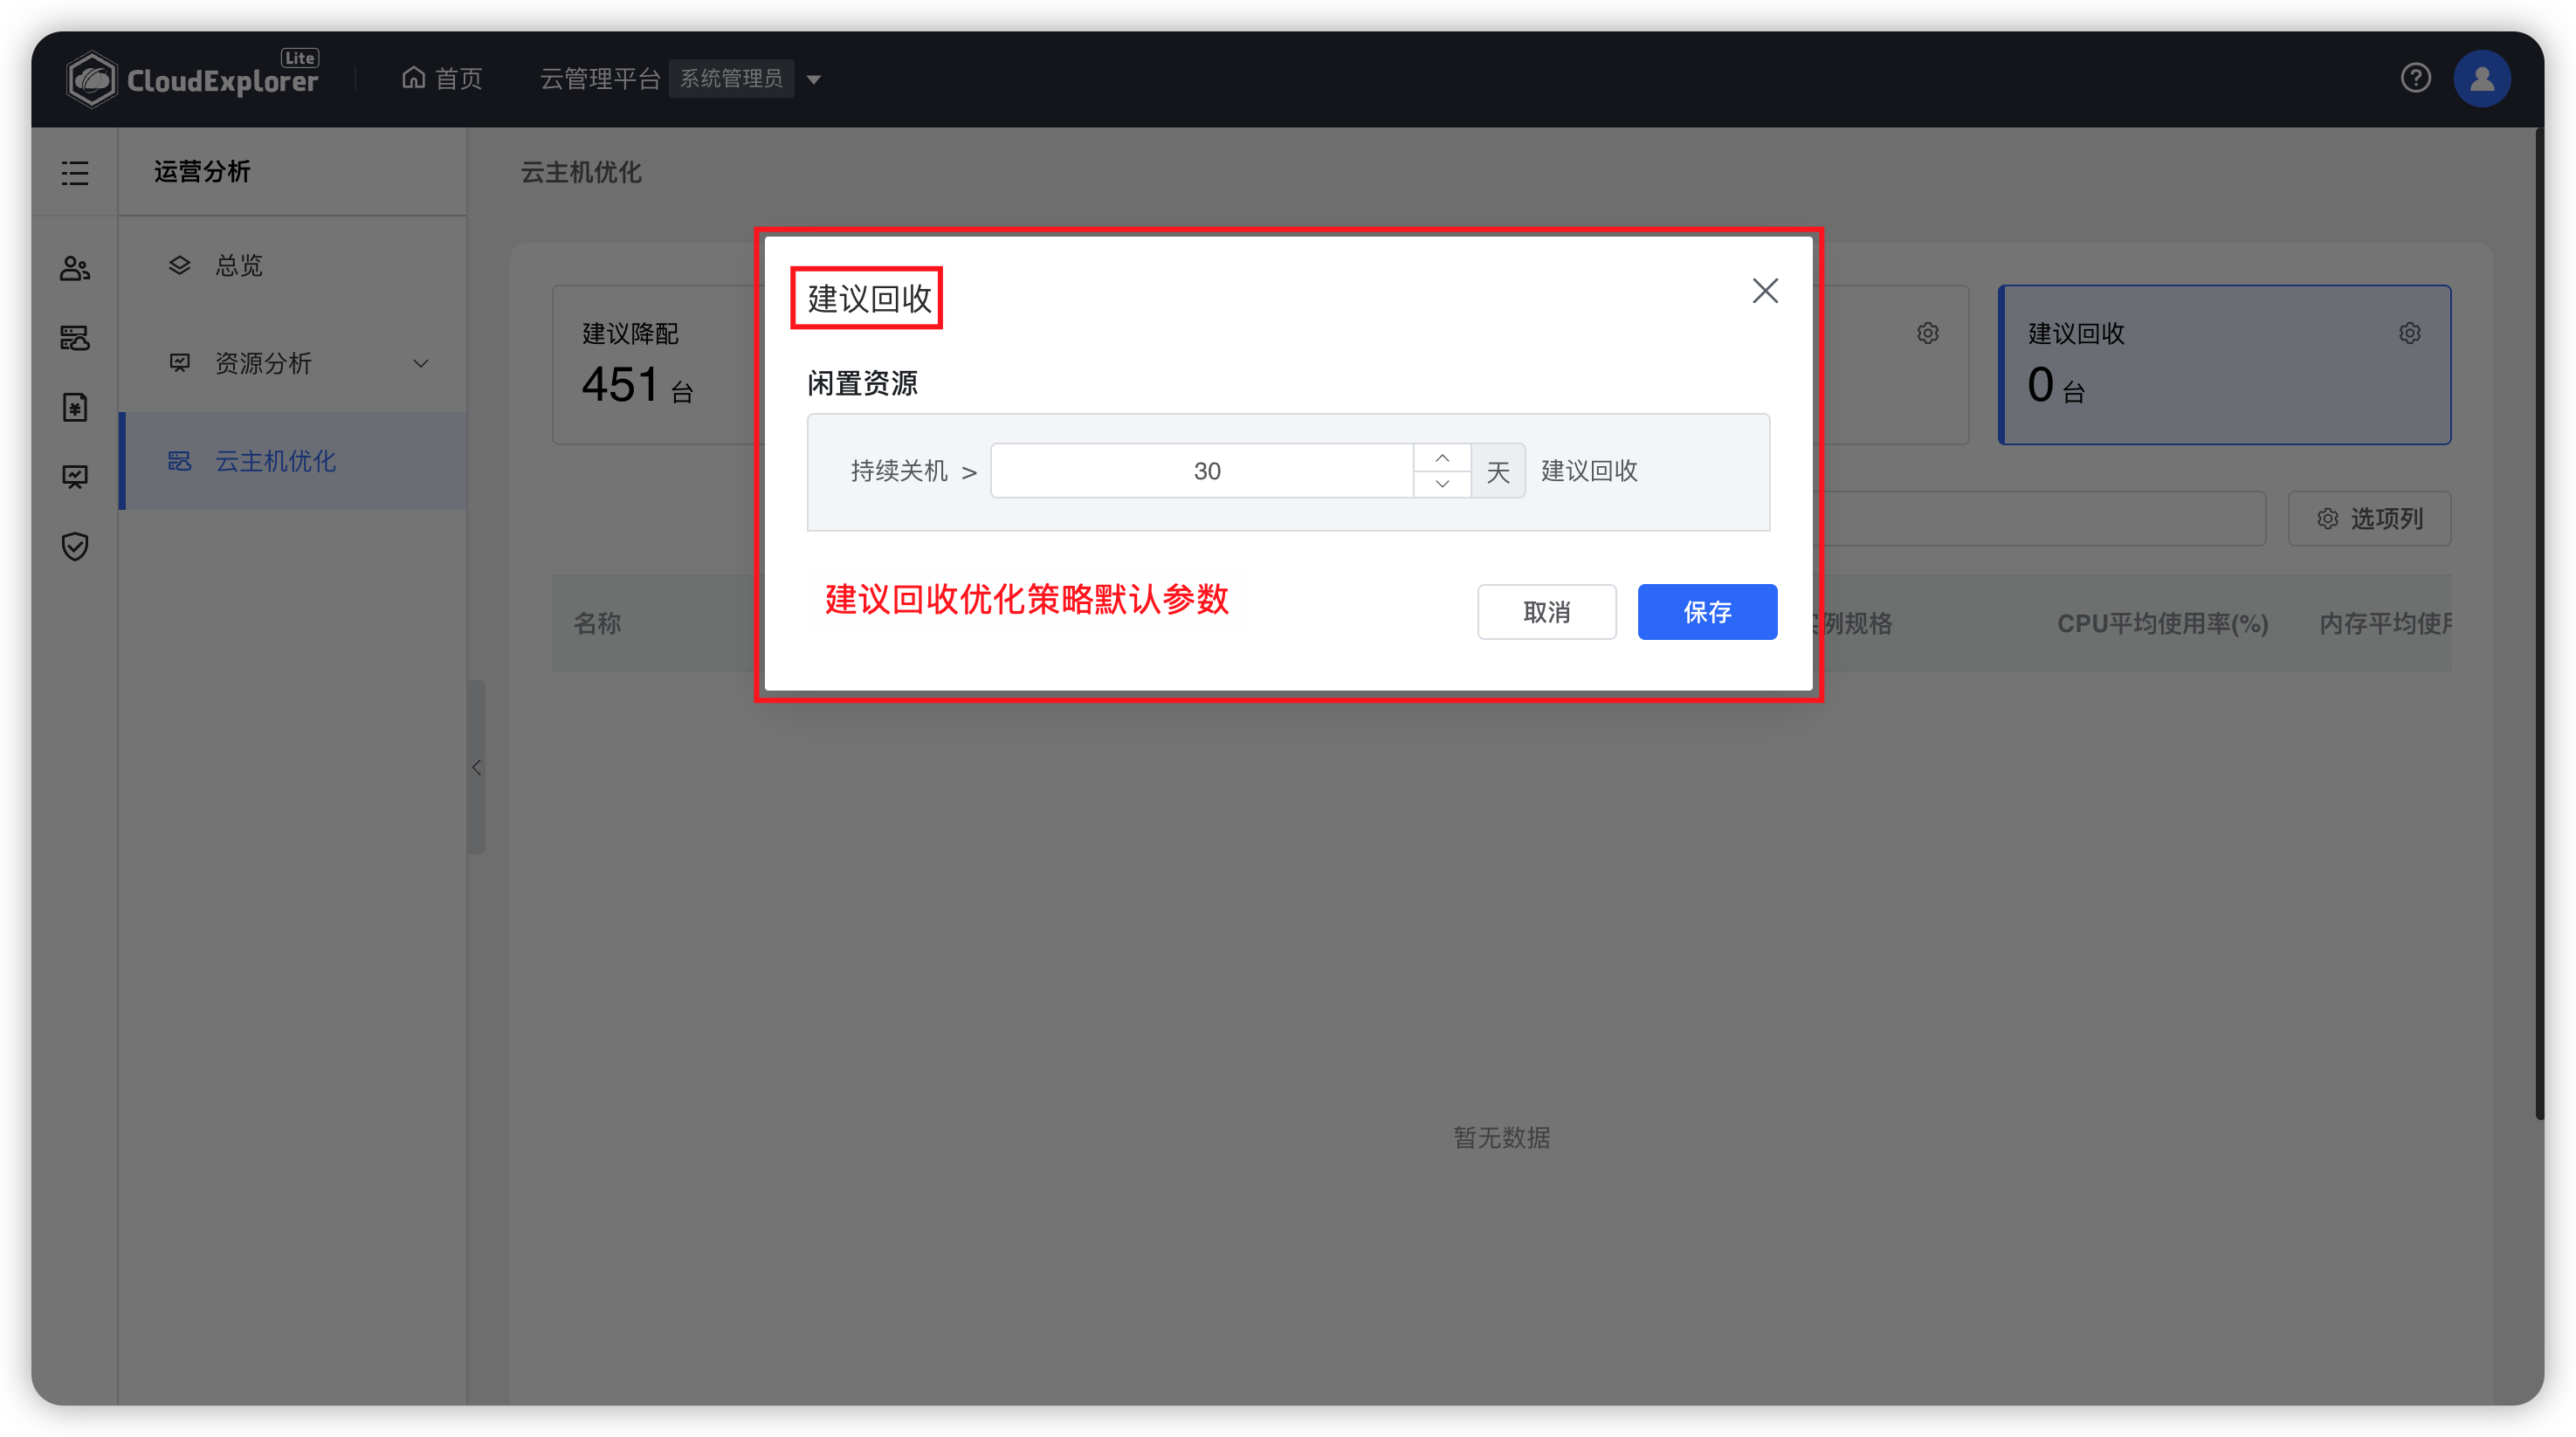 CloudExplorer Lite
首页
云管理平台 系统管理员
运营分析
总览
资源分析
云主机优化
云主机优化
建议降配
451 台
建议回收
0 台
选项列
名称
例规格
CPU平均使用率(%)
内存平均使用
暂无数据
建议回收
闲置资源
持续关机 > 30 天 建议回收
建议回收优化策略默认参数
取消
保存